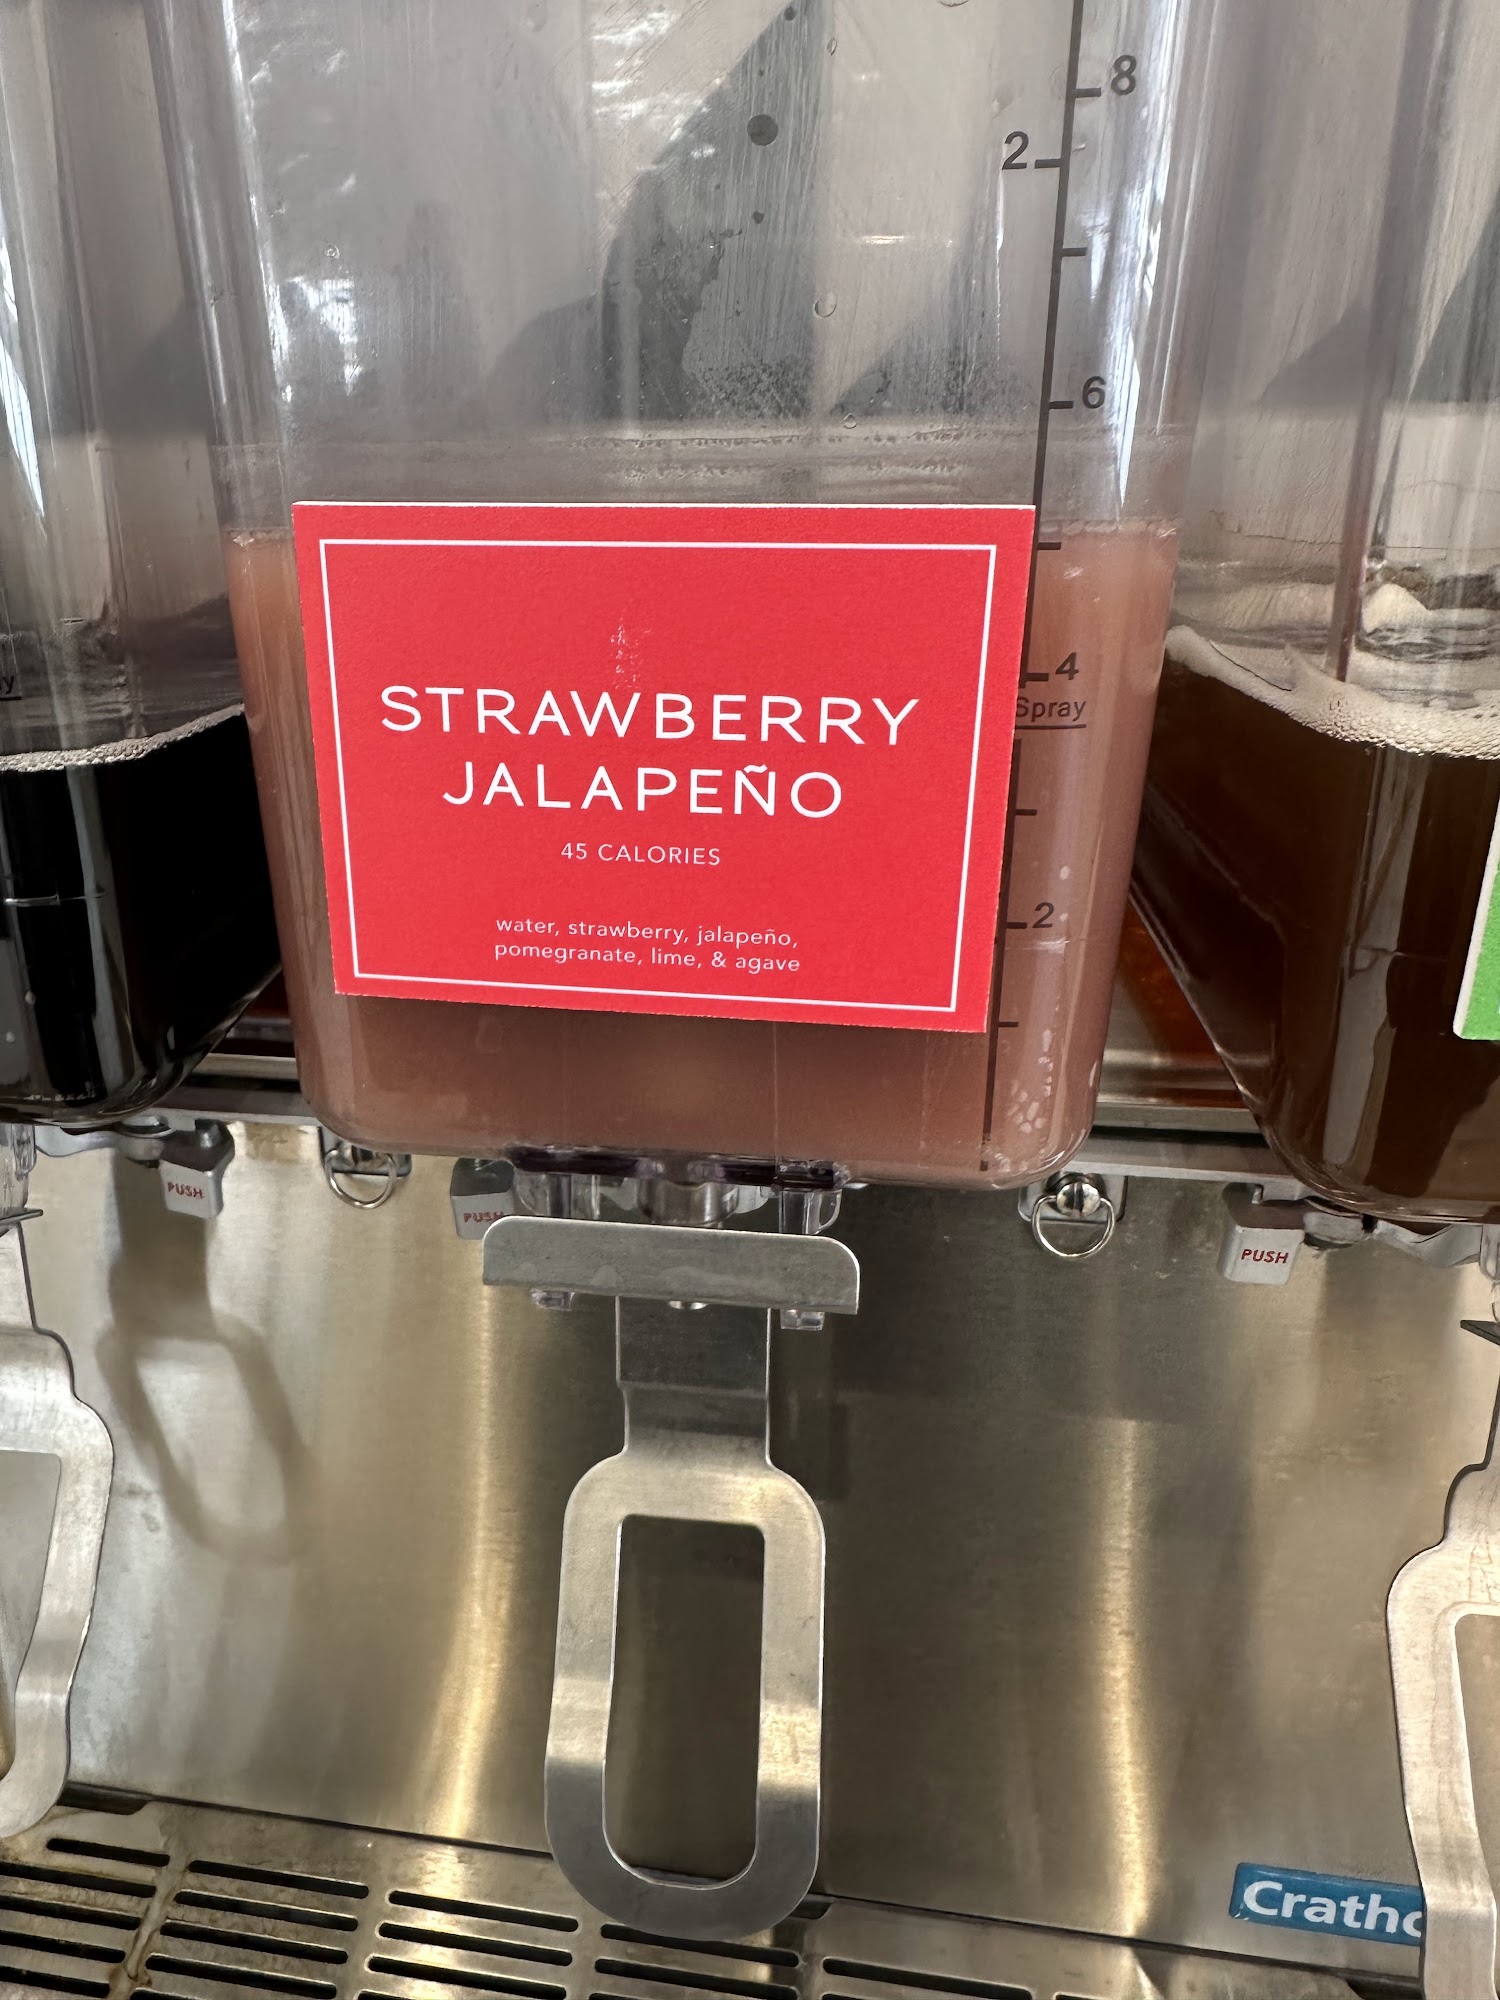 8
2
6
4
Spray
STRAWBERRY
JALAPEÑO
45 CALORIES
2
water, strawberry, jalapeño,
pomegranate, lime, & agave
PUSH
PUSH
PUSH